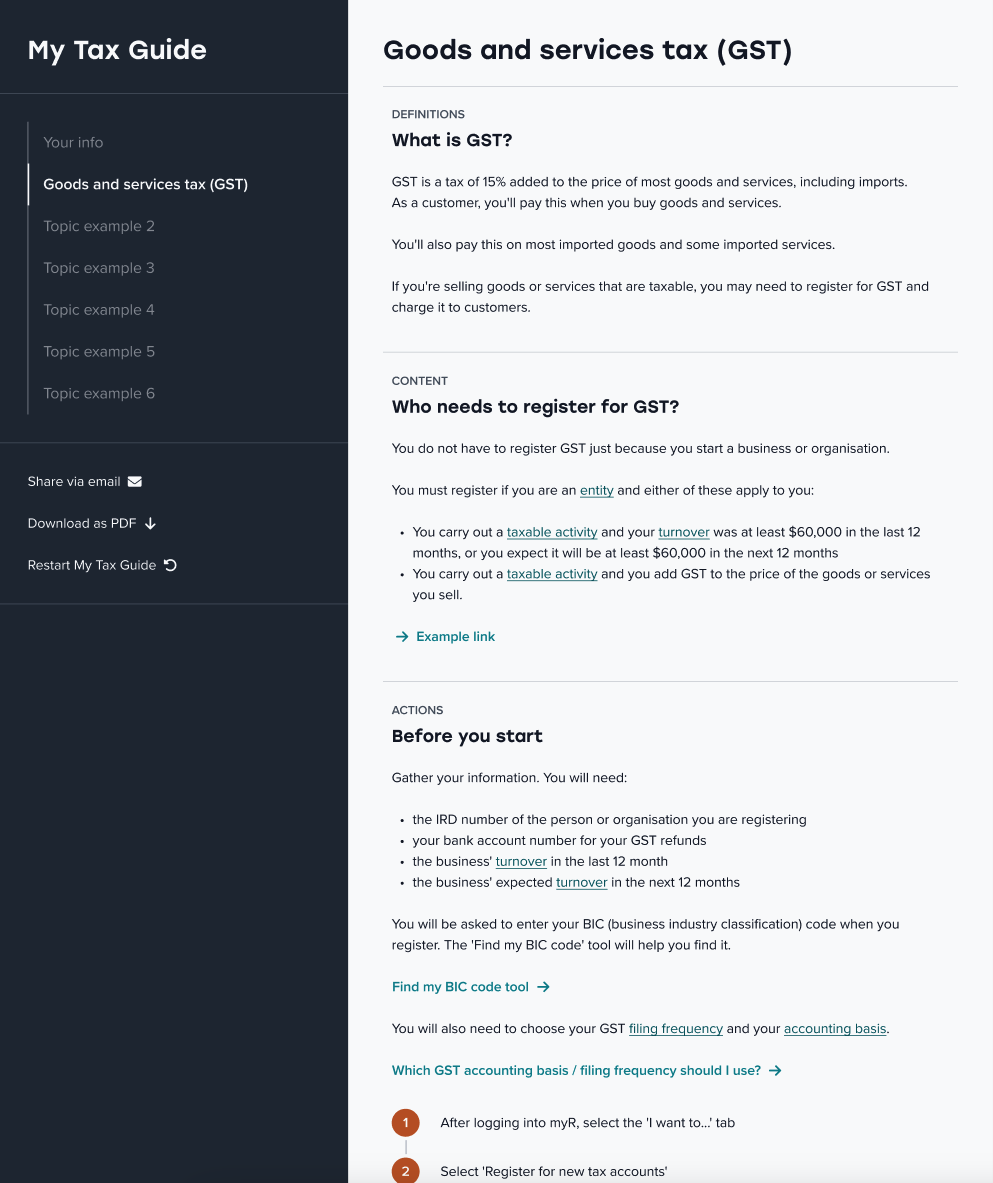 My Tax Guide
Your info
Goods and services tax (GST)
Topic example 2
Topic example 3
Topic example 4
Topic example 5
Topic example 6
Share via email
Download as PDF
Restart My Tax Guide
Goods and services tax (GST)
DEFINITIONS
What is GST?
GST is a tax of 15% added to the price of most goods and services, including imports.
As a customer, you'll pay this when you buy goods and services.
You'll also pay this on most imported goods and some imported services.
If you're selling goods or services that are taxable, you may need to register for GST and
charge it to customers.
CONTENT
Who needs to register for GST?
You do not have to register GST just because you start a business or organisation.
You must register if you are an entity and either of these apply to you:
• You carry out a taxable activity and your turnover was at least $60,000 in the last 12
months, or you expect it will be at least $60,000 in the next 12 months
• You carry out a taxable activity and you add GST to the price of the goods or services
you sell.
→ Example link
ACTIONS
Before you start
Gather your information. You will need:
• the IRD number of the person or organisation you are registering
• your bank account number for your GST refunds
• the business' turnover in the last 12 month
• the business' expected turnover in the next 12 months
You will be asked to enter your BIC (business industry classification) code when you
register. The 'Find my BIC code' tool will help you find it.
Find my BIC code tool →
You will also need to choose your GST filing frequency and your accounting basis.
Which GST accounting basis / filing frequency should I use? →
1 After logging into myR, select the 'I want to...' tab
2 Select 'Register for new tax accounts'